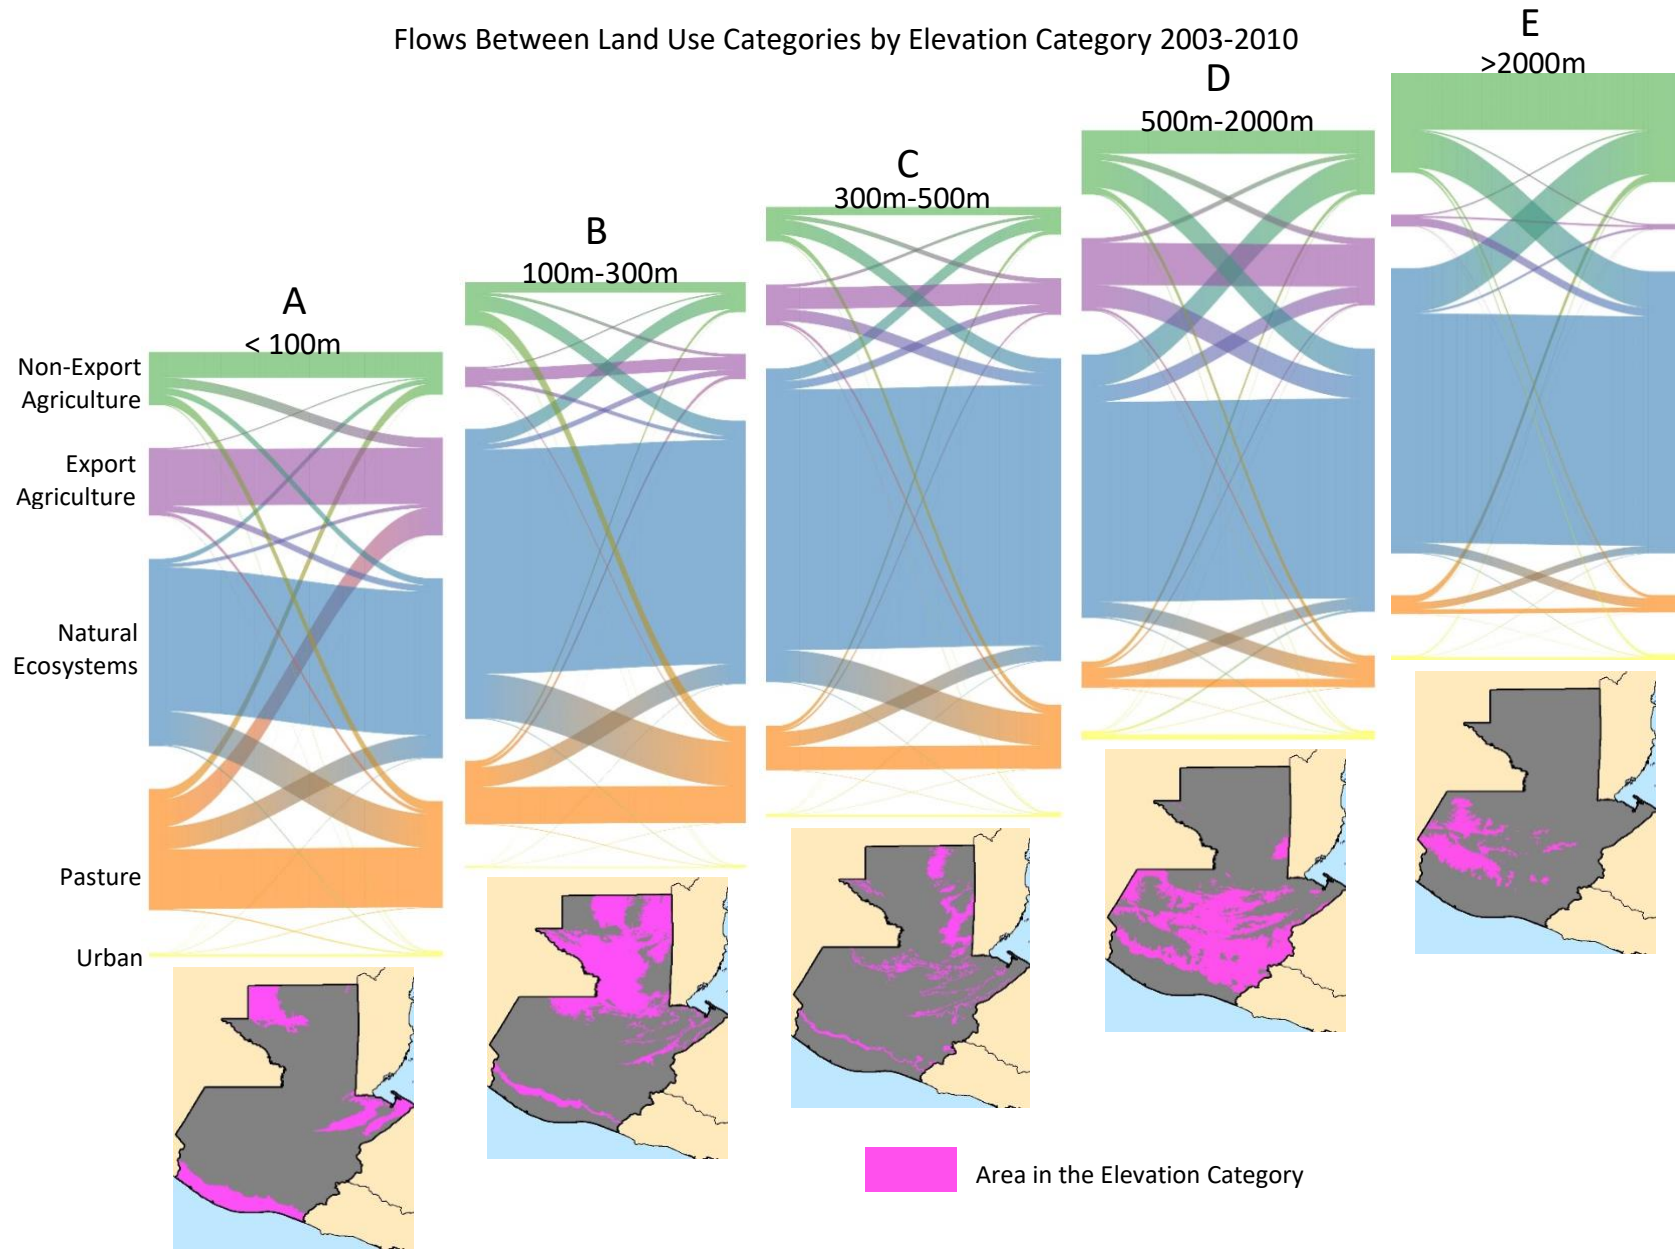 Flows Between Land Use Categories by Elevation Category 2003-2010
A
< 100m
B
100m-300m
C
300m-500m
D
500m-2000m
E
>2000m
Non-Export
Agriculture
Export
Agriculture
Natural
Ecosystems
Pasture
Urban
Area in the Elevation Category